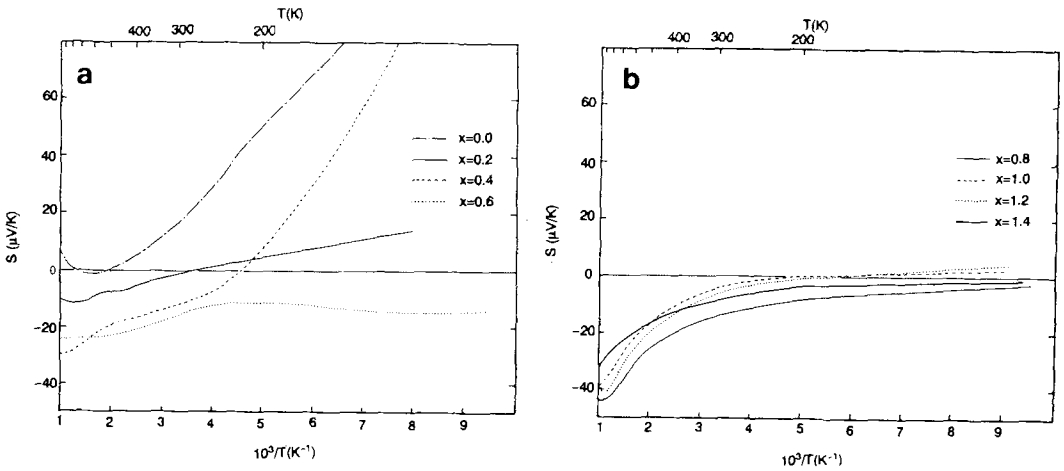 T(K)
400 300 200
a
60
40
20
0
-20
-40
S (μV/K)
x=0.0
x=0.2
x=0.4
x=0.6
1 2 3 4 5 6 7 8 9
10³/T(K⁻¹)
T(K)
400 300 200
b
60
40
20
0
-20
-40
S (μV/K)
x=0.8
x=1.0
x=1.2
x=1.4
1 2 3 4 5 6 7 8 9
10³/T(K⁻¹)